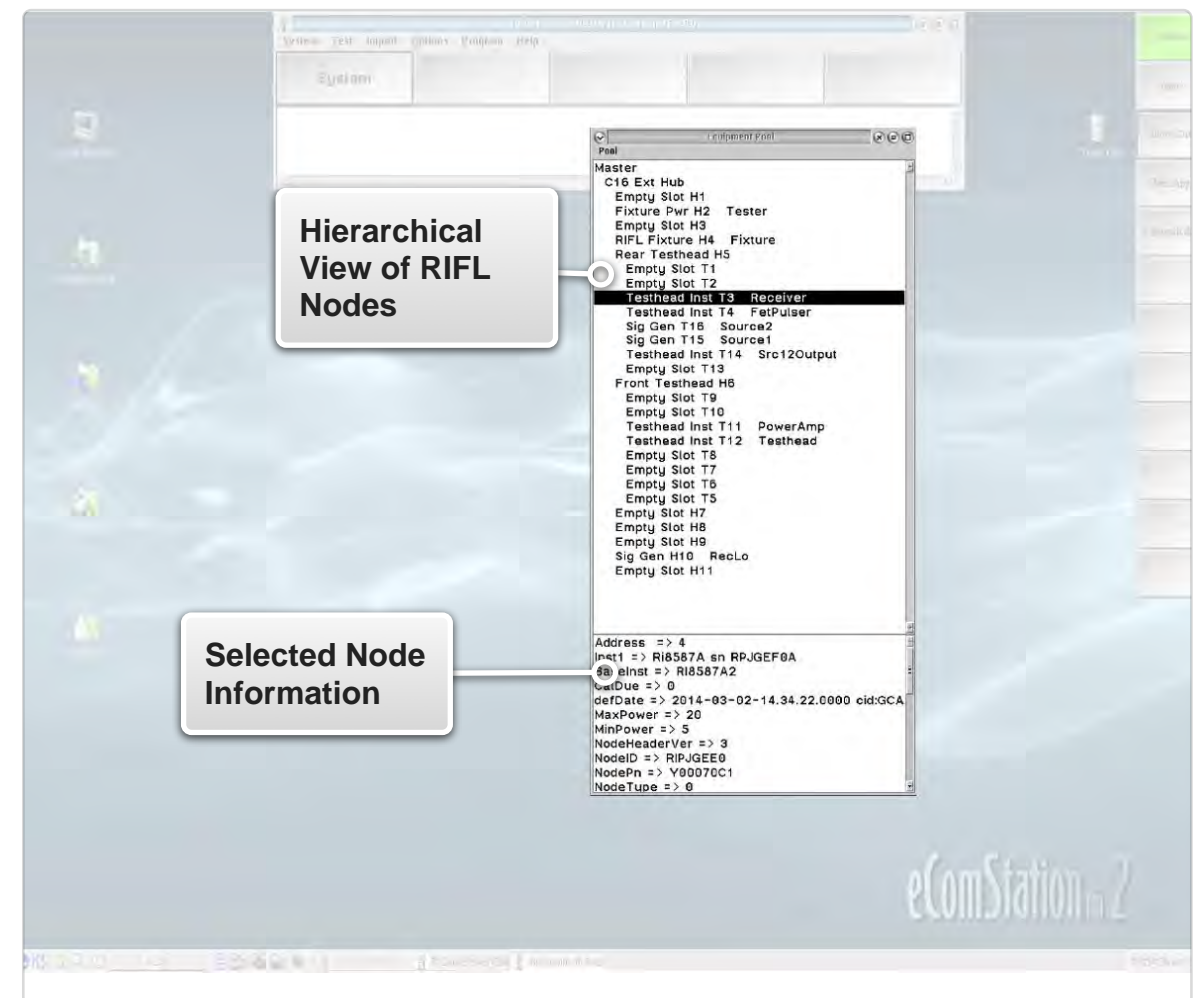 System Test Import Options Program Help
System
Equipment Pool
Pool
Master
C16 Ext Hub
Empty Slot H1
Fixture Pwr H2 Tester
Empty Slot H3
RIFL Fixture H4 Fixture
Rear Testhead H5
Empty Slot T1
Empty Slot T2
Testhead Inst T3 Receiver
Testhead Inst T4 FetPulser
Sig Gen T16 Source2
Sig Gen T15 Source1
Testhead Inst T14 Src12Output
Empty Slot T13
Front Testhead H6
Empty Slot T9
Empty Slot T10
Testhead Inst T11 PowerAmp
Testhead Inst T12 Testhead
Empty Slot T8
Empty Slot T7
Empty Slot T6
Empty Slot T5
Empty Slot H7
Empty Slot H8
Empty Slot H9
Sig Gen H10 RecLo
Empty Slot H11
Hierarchical
View of RIFL
Nodes
Selected Node
Information
Address => 4
Inst1 => Ri8587A sn RPJGEF0A
=> RI8587A2
CalDue => 0
defDate => 2014-03-02-14.34.22.0000 cid:GCA
MaxPower => 20
MinPower => 5
NodeHeaderVer => 3
NodeID => RIPJGEE0
NodePn => Y00070C1
NodeType => 0
eComStation 2